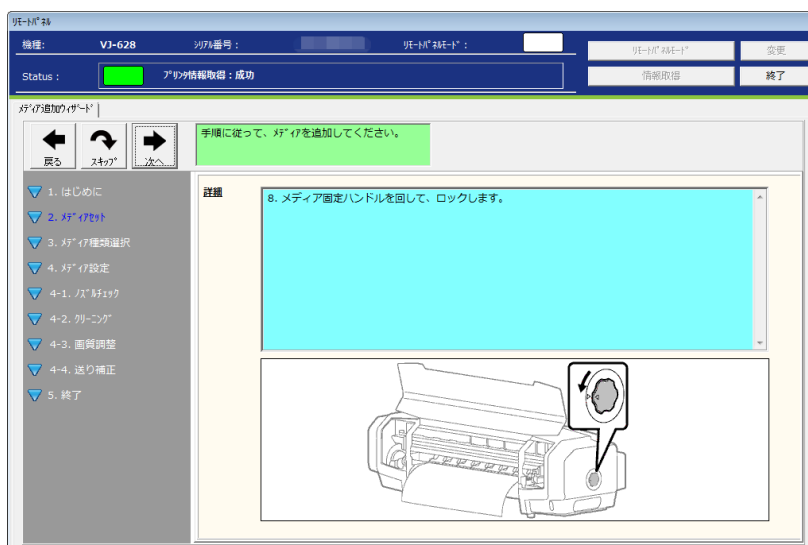 ﾘﾓｰﾄﾊﾟﾈﾙ
機種:
VJ-628
ｼﾘｱﾙ番号：
ﾘﾓｰﾄﾊﾟﾈﾙﾓｰﾄﾞ：
ﾘﾓｰﾄﾊﾟﾈﾙﾓｰﾄﾞ
変更
Status :
ﾌﾟﾘﾝﾀ情報取得：成功
情報取得
終了
ﾒﾃﾞｨｱ追加ｳｨｻﾞｰﾄﾞ
戻る
ｽｷｯﾌﾟ
次へ
手順に従って、ﾒﾃﾞｨｱを追加してください。
1. はじめに
2. ﾒﾃﾞｨｱｾｯﾄ
3. ﾒﾃﾞｨｱ種類選択
4. ﾒﾃﾞｨｱ設定
4-1. ﾉｽﾞﾙﾁｪｯｸ
4-2. ｸﾘｰﾆﾝｸﾞ
4-3. 画質調整
4-4. 送り補正
5. 終了
詳細
8. メディア固定ハンドルを回して、ロックします。